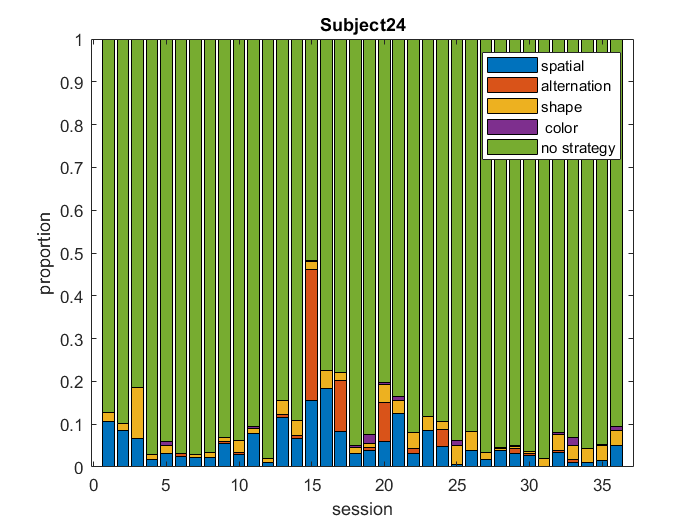 Subject24
1
0.9
0.8
0.7
0.6
0.5
0.4
0.3
0.2
0.1
0
proportion
spatial
alternation
shape
color
no strategy
0 5 10 15 20 25 30 35
session